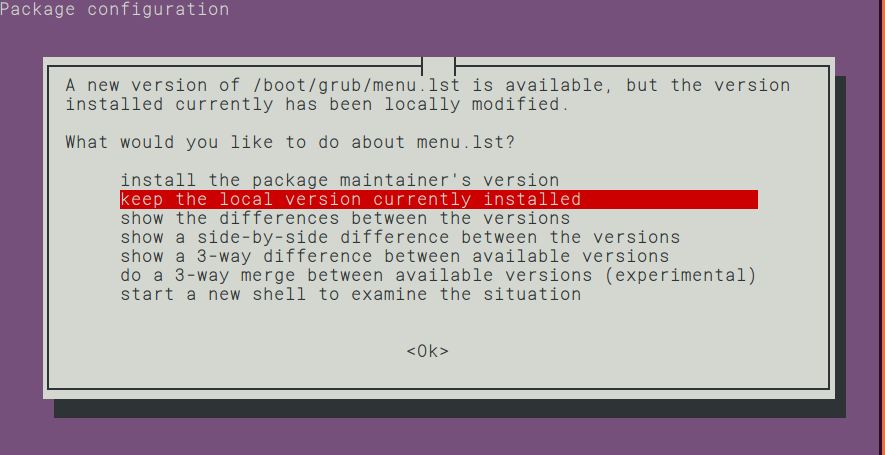 Package configuration
A new version of /boot/grub/menu.lst is available, but the version
installed currently has been locally modified.
What would you like to do about menu.lst?
install the package maintainer's version
keep the local version currently installed
show the differences between the versions
show a side-by-side difference between the versions
show a 3-way difference between available versions
do a 3-way merge between available versions (experimental)
start a new shell to examine the situation
<Ok>